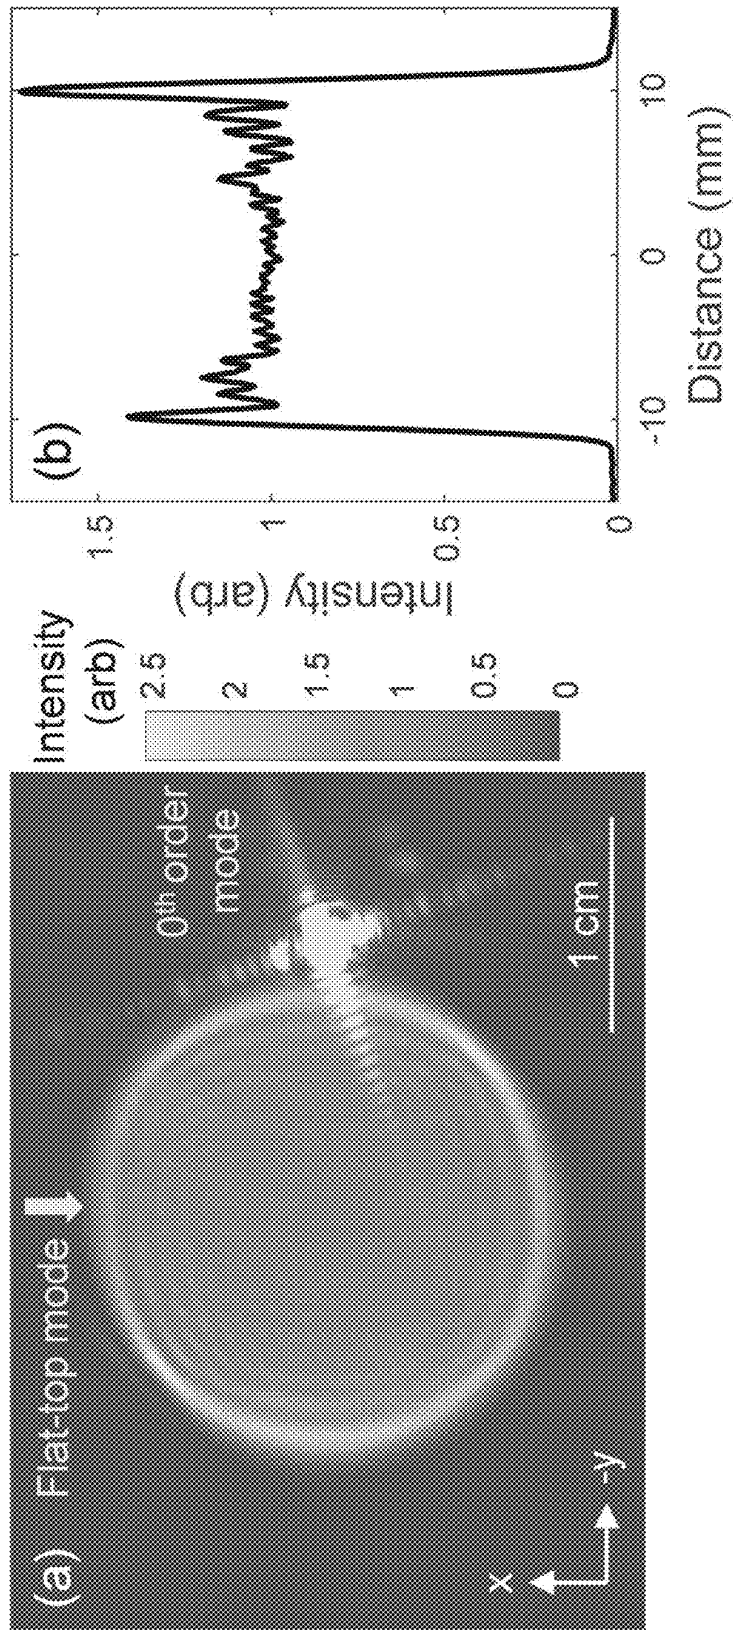 (a)
Flat-top mode
0th order
mode
1 cm
x
-y
Intensity
(arb)
2.5
2
1.5
1
0.5
0
(b)
Intensity (arb)
1.5
1
0.5
0
-10
0
10
Distance (mm)